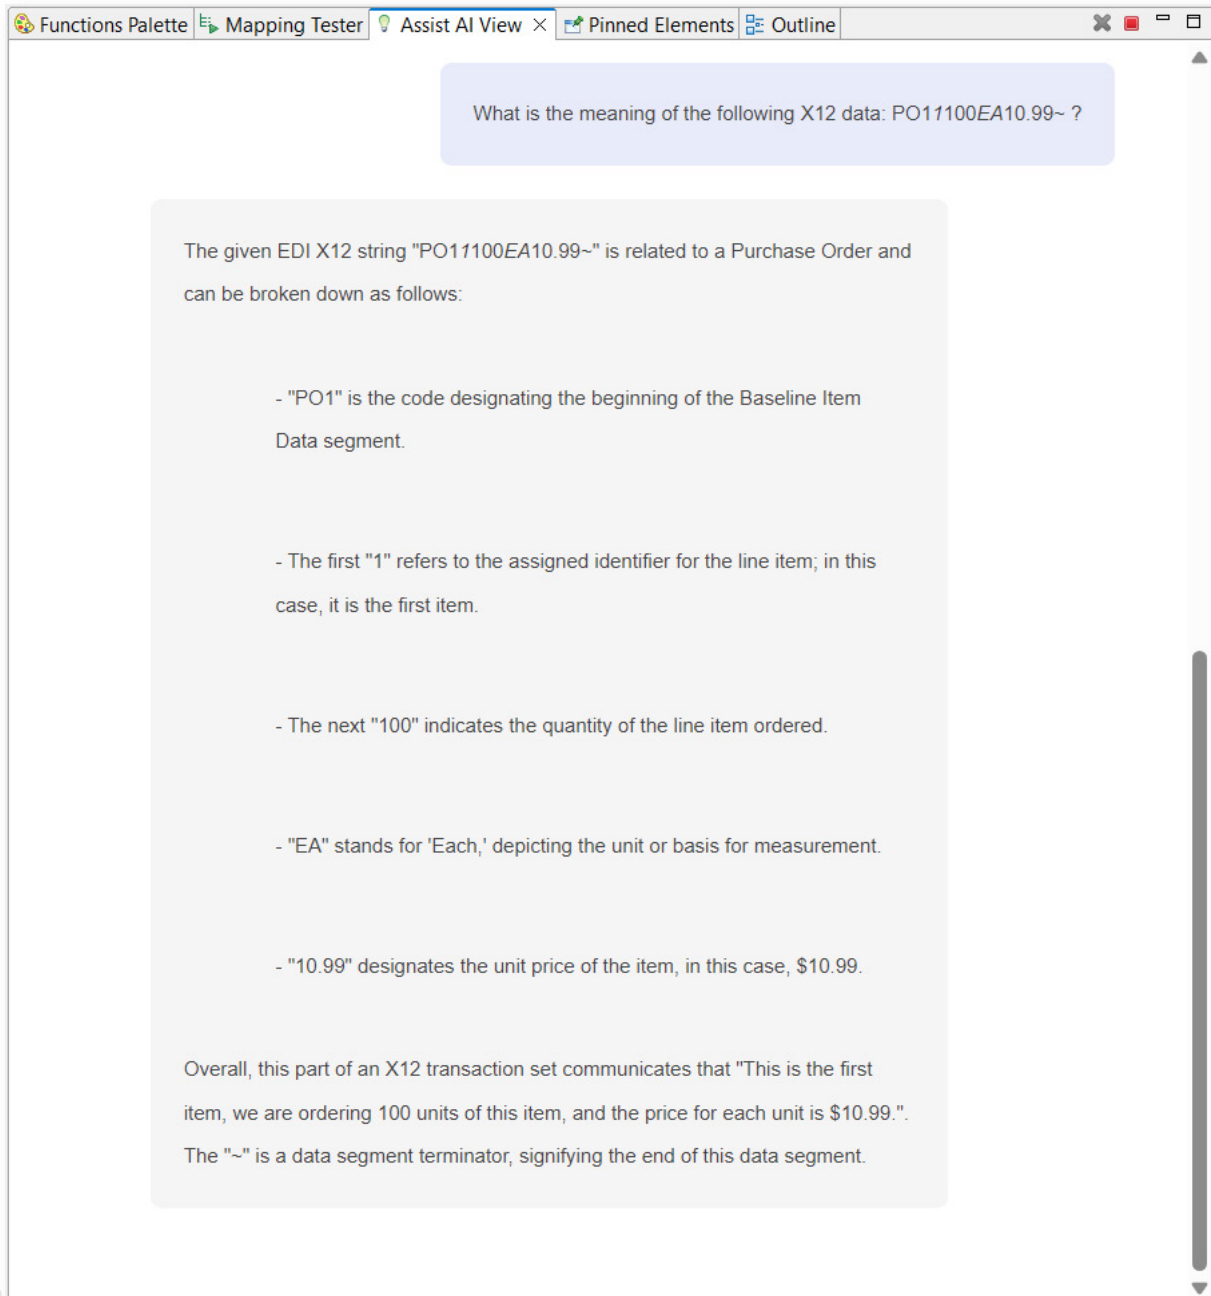 Functions Palette Mapping Tester Assist AI View Pinned Elements Outline
What is the meaning of the following X12 data: PO11100EA10.99~ ?
The given EDI X12 string "PO11100EA10.99~" is related to a Purchase Order and
can be broken down as follows:
- "PO1" is the code designating the beginning of the Baseline Item
Data segment.
- The first "1" refers to the assigned identifier for the line item; in this
case, it is the first item.
- The next "100" indicates the quantity of the line item ordered.
- "EA" stands for 'Each,' depicting the unit or basis for measurement.
- "10.99" designates the unit price of the item, in this case, $10.99.
Overall, this part of an X12 transaction set communicates that "This is the first
item, we are ordering 100 units of this item, and the price for each unit is $10.99.".
The "~" is a data segment terminator, signifying the end of this data segment.